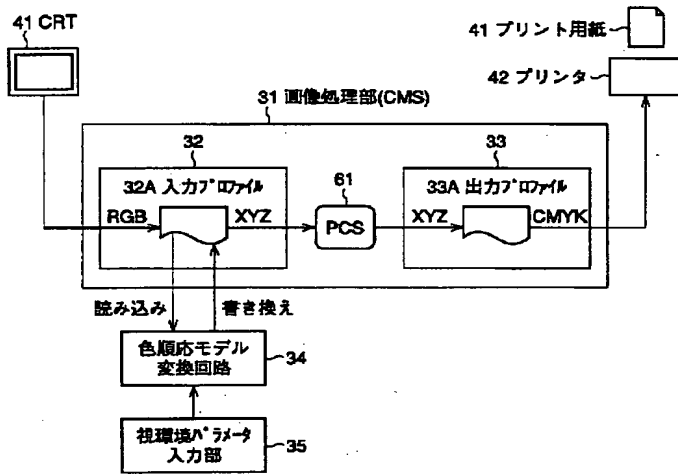 41 CRT
41 プリント用紙
42 プリンタ
31 画像処理部(CMS)
32
32A 入力プロファイル
RGB
XYZ
61
PCS
33
33A 出力プロファイル
XYZ
CMYK
読み込み
書き換え
色順応モデル
変換回路
34
視環境パラメータ
入力部
35